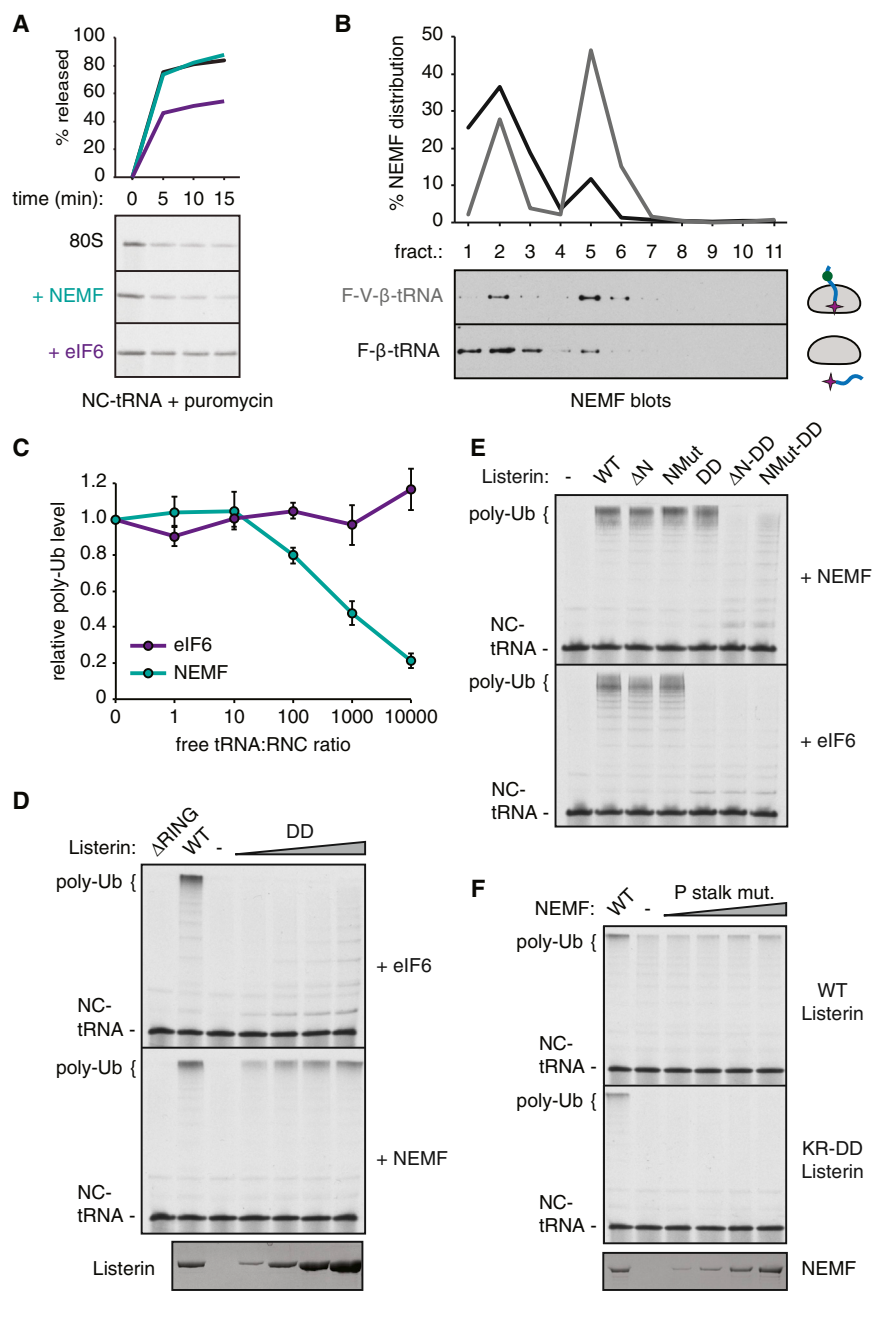 A
100
80
60
40
20
0
% released
time (min): 0 5 10 15
80S
+ NEMF
+ eIF6
NC-tRNA + puromycin
B
50
40
30
20
10
0
% NEMF distribution
fract.: 1 2 3 4 5 6 7 8 9 10 11
F-V-β-tRNA
F-β-tRNA
NEMF blots
C
1.2
1.0
0.8
0.6
0.4
0.2
0
relative poly-Ub level
eIF6
NEMF
0 1 10 100 1000 10000
free tRNA:RNC ratio
D
Listerin: ΔRING WT - DD
poly-Ub {
NC-
tRNA -
+ eIF6
poly-Ub {
NC-
tRNA -
+ NEMF
Listerin
E
Listerin: - WT ΔN NMut DD ΔN-DD NMut-DD
poly-Ub {
NC-
tRNA -
+ NEMF
poly-Ub {
NC-
tRNA -
+ eIF6
F
NEMF: WT - P stalk mut.
poly-Ub {
NC-
tRNA -
WT
Listerin
poly-Ub {
NC-
tRNA -
KR-DD
Listerin
NEMF